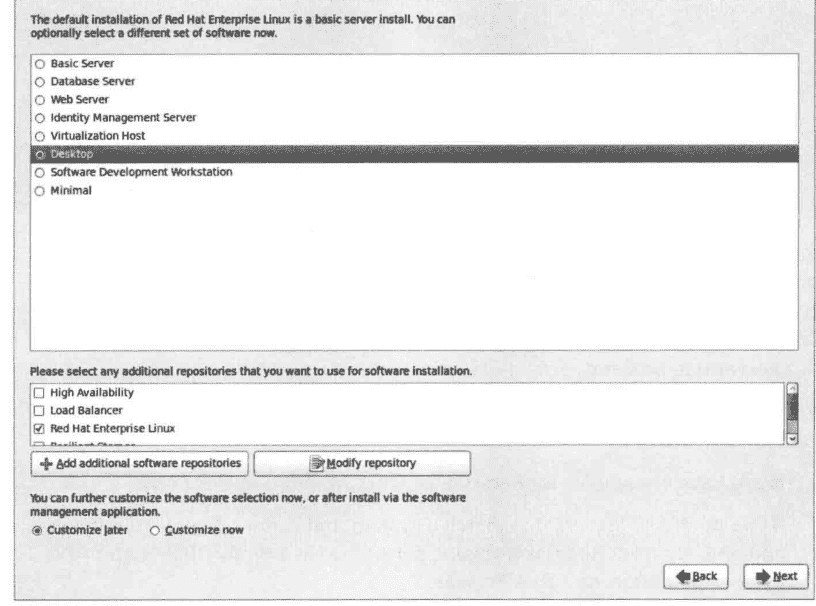 The default installation of Red Hat Enterprise Linux is a basic server install. You can
optionally select a different set of software now.
Basic Server
Database Server
Web Server
Identity Management Server
Virtualization Host
Desktop
Software Development Workstation
Minimal
Please select any additional repositories that you want to use for software installation.
High Availability
Load Balancer
Red Hat Enterprise Linux
Add additional software repositories
Modify repository
You can further customize the software selection now, or after install via the software
management application.
Customize later
Customize now
Back
Next